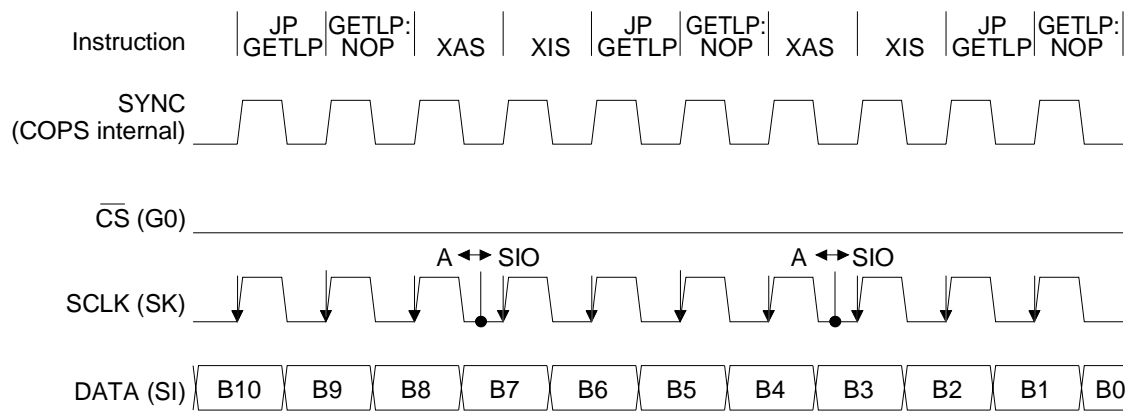 Instruction JP GETLP GETLP: NOP XAS XIS JP GETLP GETLP: NOP XAS XIS JP GETLP GETLP: NOP
SYNC
(COPS internal)
CS (G0)
A SIO A SIO
SCLK (SK)
DATA (SI) B10 B9 B8 B7 B6 B5 B4 B3 B2 B1 B0